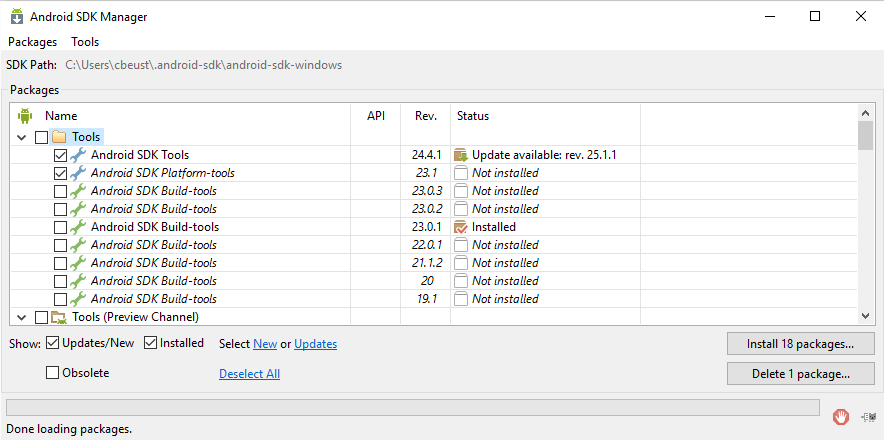 Android SDK Manager
Packages Tools
SDK Path: C:\Users\cbeust\.android-sdk\android-sdk-windows
Packages
Name API Rev. Status
Tools
Android SDK Tools 24.4.1 Update available: rev. 25.1.1
Android SDK Platform-tools 23.1 Not installed
Android SDK Build-tools 23.0.3 Not installed
Android SDK Build-tools 23.0.2 Not installed
Android SDK Build-tools 23.0.1 Installed
Android SDK Build-tools 22.0.1 Not installed
Android SDK Build-tools 21.1.2 Not installed
Android SDK Build-tools 20 Not installed
Android SDK Build-tools 19.1 Not installed
Tools (Preview Channel)
Show: Updates/New Installed Select New or Updates Install 18 packages...
Obsolete Deselect All Delete 1 package...
Done loading packages.